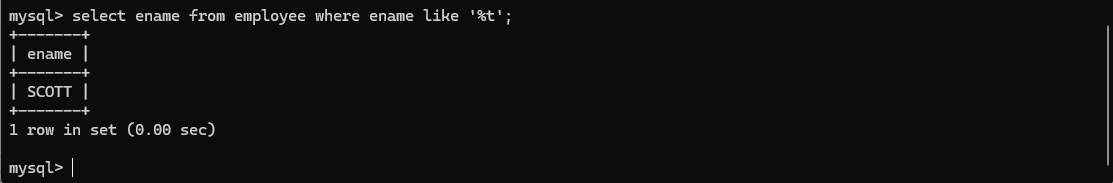 mysql> select ename from employee where ename like '%t';
+-------+
| ename |
+-------+
| SCOTT |
+-------+
1 row in set (0.00 sec)
mysql>